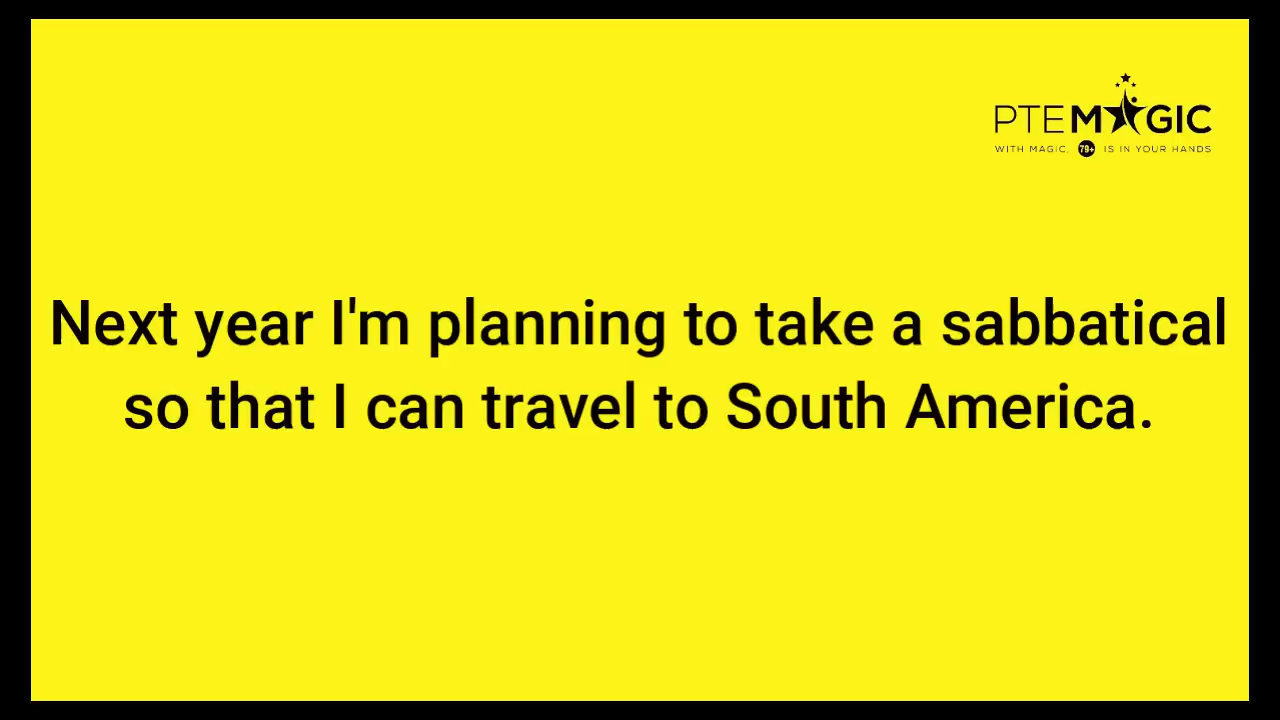 PTEMAGIC
WITH MAGIC, 79+ IS IN YOUR HANDS
Next year I'm planning to take a sabbatical
so that I can travel to South America.